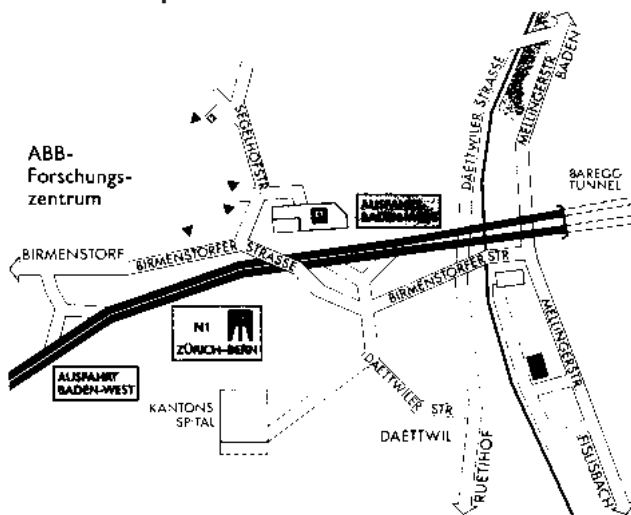 DAETTWILER STRASSE
MELLINGERSTR
BADEN
SEGELHOFSTR
ABB-
Forschungs-
zentrum
BAREGG
TUNNEL
AUSFAHRT
BIRMENSTORF
BIRMENSTORFER
STRASSE
BIRMENSTORFER STR
N1
ZÜRICH-BERN
MELLINGERSTR
AUSFAHRT
BADEN-WEST
DAETTWILER STR
KANTONS
SPITAL
DAETTWIL
RUETIHOF
FISLISBACH